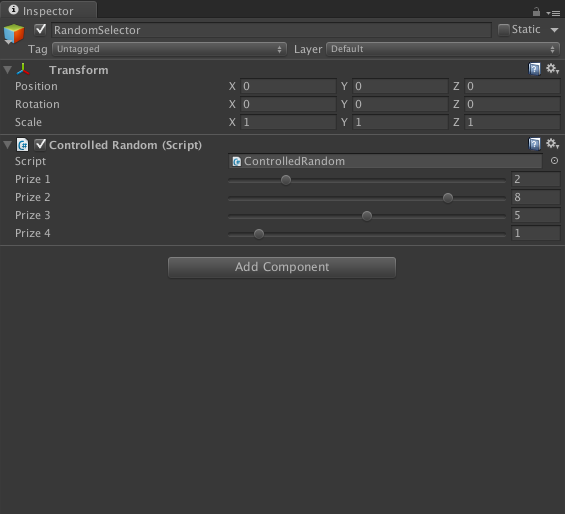 Inspector
RandomSelector Static
Tag Untagged Layer Default
Transform
Position X 0 Y 0 Z 0
Rotation X 0 Y 0 Z 0
Scale X 1 Y 1 Z 1
Controlled Random (Script)
Script ControlledRandom
Prize 1 2
Prize 2 8
Prize 3 5
Prize 4 1
Add Component